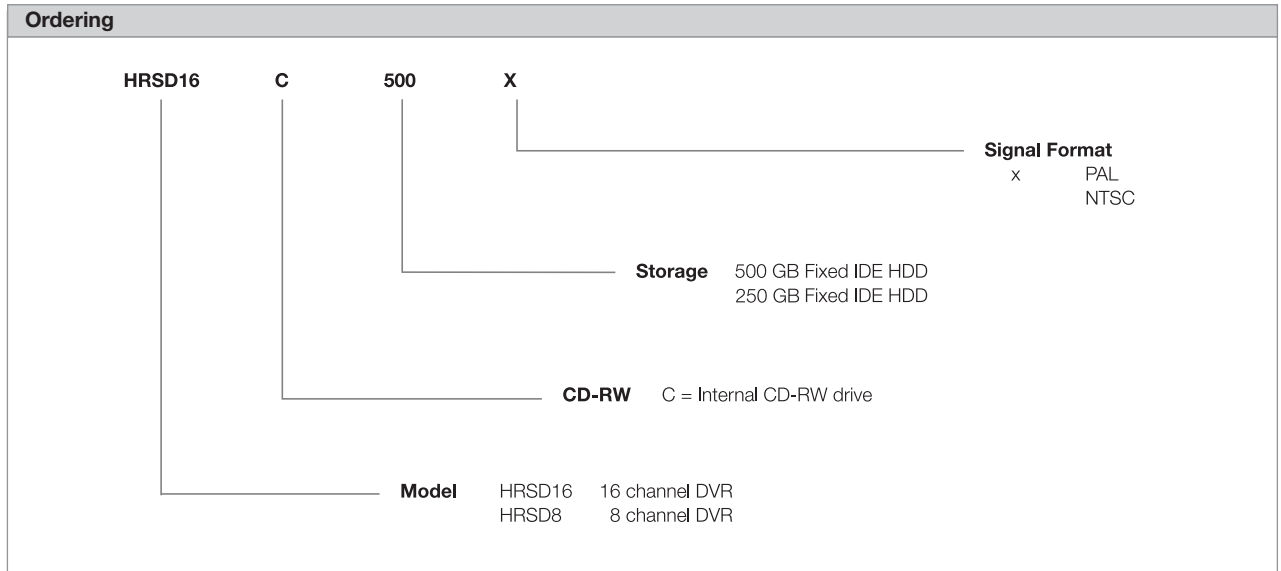 Ordering
HRSD16 C 500 X
Signal Format
x PAL
NTSC
Storage 500 GB Fixed IDE HDD
250 GB Fixed IDE HDD
CD-RW C = Internal CD-RW drive
Model HRSD16 16 channel DVR
HRSD8 8 channel DVR